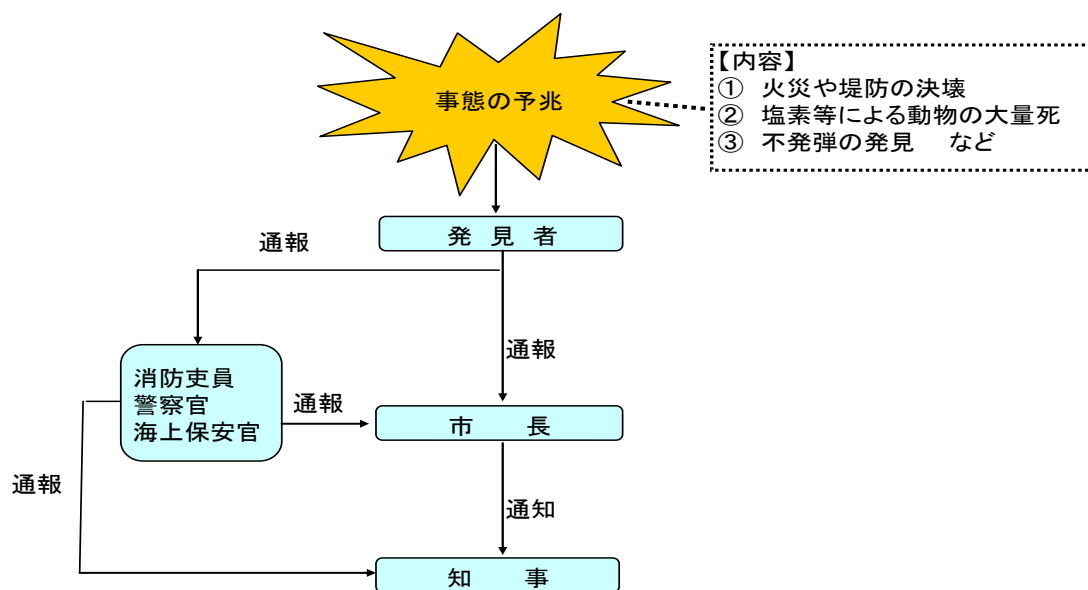 事態の予兆
【内容】
① 火災や堤防の決壊
② 塩素等による動物の大量死
③ 不発弾の発見 など
発 見 者
通報
通報
消防吏員
警察官
海上保安官
通報
市 長
通報
通知
知 事